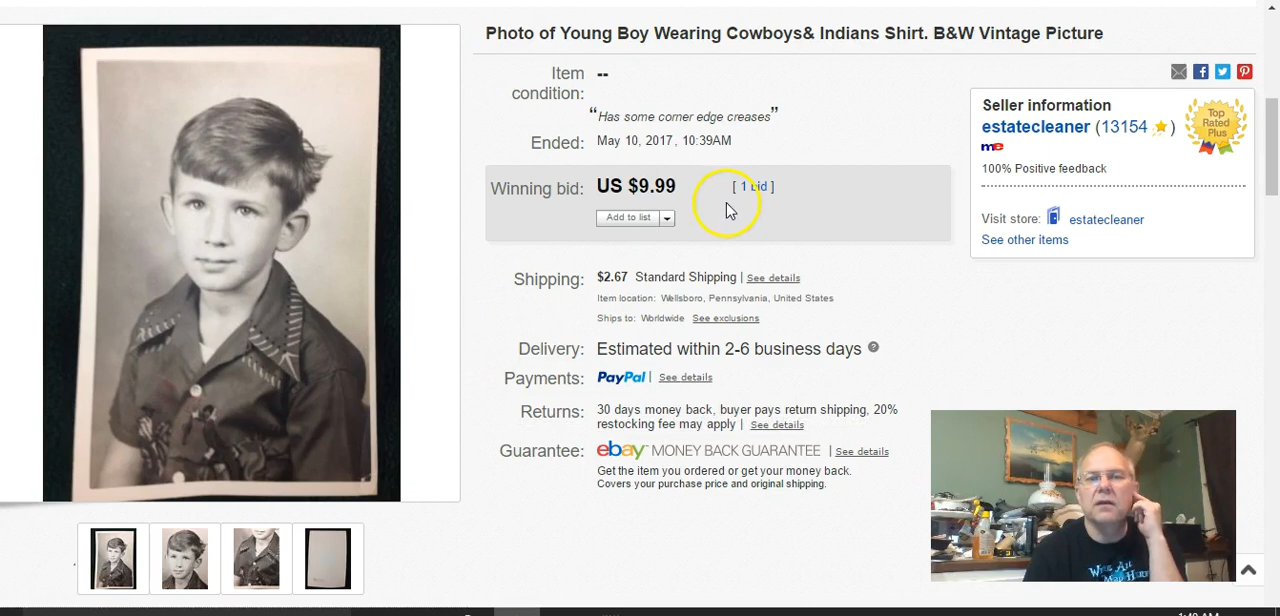 Photo of Young Boy Wearing Cowboys& Indians Shirt. B&W Vintage Picture
Item condition: --
“Has some corner edge creases”
Ended: May 10, 2017 , 10:39AM
Winning bid: US $9.99 [ 1 bid ]
Add to list
Shipping: $2.67 Standard Shipping | See details
Item location: Wellsboro, Pennsylvania, United States
Ships to: Worldwide See exclusions
Delivery: Estimated within 2-6 business days ?
Payments: PayPal | See details
Returns: 30 days money back, buyer pays return shipping, 20%
restocking fee may apply | See details
Guarantee: ebay MONEY BACK GUARANTEE | See details
Get the item you ordered or get your money back.
Covers your purchase price and original shipping.
Seller information
estatecleaner (13154 )
me
100% Positive feedback
Visit store: estatecleaner
See other items
Top
Rated
Plus